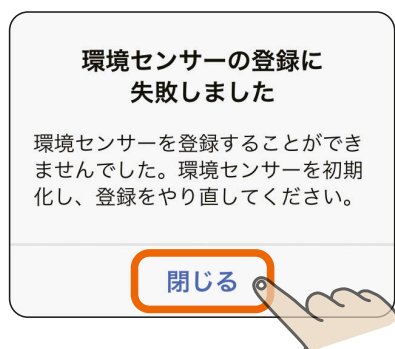 環境センサーの登録に
失敗しました
環境センサーを登録することができ
ませんでした。環境センサーを初期
化し、登録をやり直してください。
閉じる